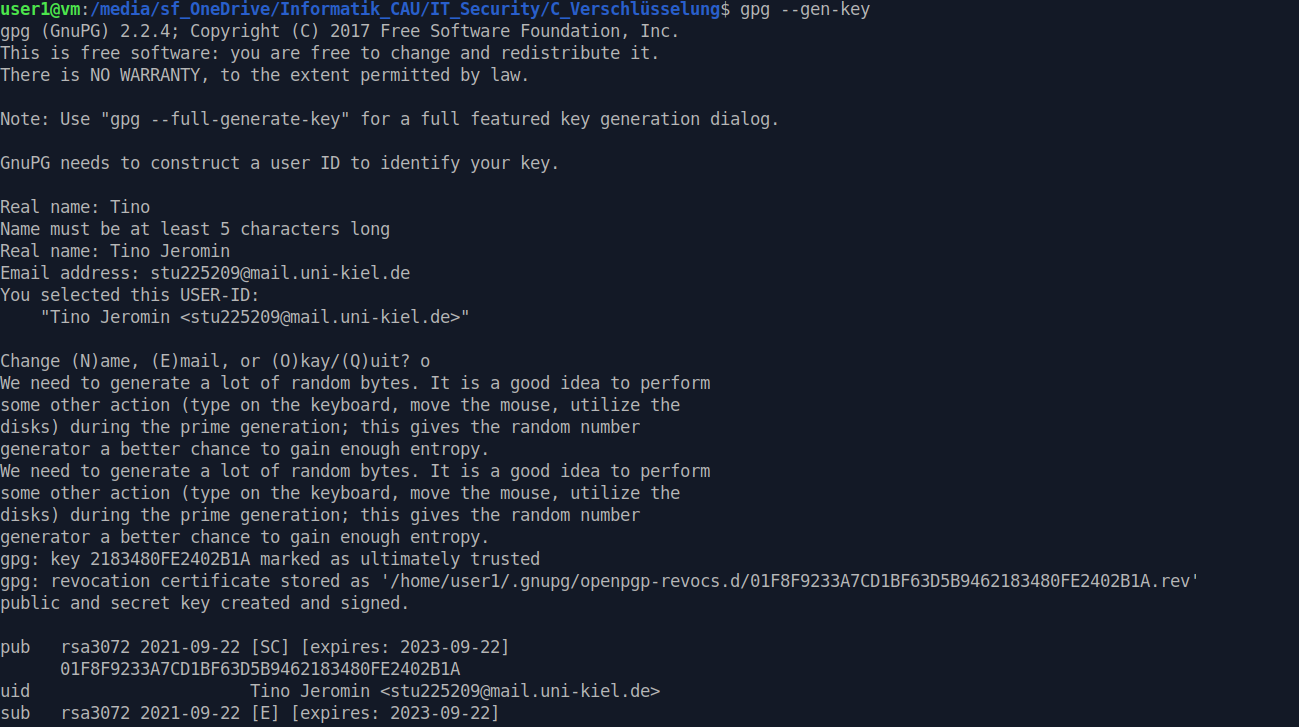 user1@vm:/media/sf_OneDrive/Informatik_CAU/IT_Security/C_Verschlüsselung$ gpg --gen-key
gpg (GnuPG) 2.2.4; Copyright (C) 2017 Free Software Foundation, Inc.
This is free software: you are free to change and redistribute it.
There is NO WARRANTY, to the extent permitted by law.

Note: Use "gpg --full-generate-key" for a full featured key generation dialog.

GnuPG needs to construct a user ID to identify your key.

Real name: Tino
Name must be at least 5 characters long
Real name: Tino Jeromin
Email address: stu225209@mail.uni-kiel.de
You selected this USER-ID:
    "Tino Jeromin <stu225209@mail.uni-kiel.de>"

Change (N)ame, (E)mail, or (O)kay/(Q)uit? o
We need to generate a lot of random bytes. It is a good idea to perform
some other action (type on the keyboard, move the mouse, utilize the
disks) during the prime generation; this gives the random number
generator a better chance to gain enough entropy.
We need to generate a lot of random bytes. It is a good idea to perform
some other action (type on the keyboard, move the mouse, utilize the
disks) during the prime generation; this gives the random number
generator a better chance to gain enough entropy.
gpg: key 2183480FE2402B1A marked as ultimately trusted
gpg: revocation certificate stored as '/home/user1/.gnupg/openpgp-revocs.d/01F8F9233A7CD1BF63D5B9462183480FE2402B1A.rev'
public and secret key created and signed.

pub   rsa3072 2021-09-22 [SC] [expires: 2023-09-22]
      01F8F9233A7CD1BF63D5B9462183480FE2402B1A
uid                      Tino Jeromin <stu225209@mail.uni-kiel.de>
sub   rsa3072 2021-09-22 [E] [expires: 2023-09-22]